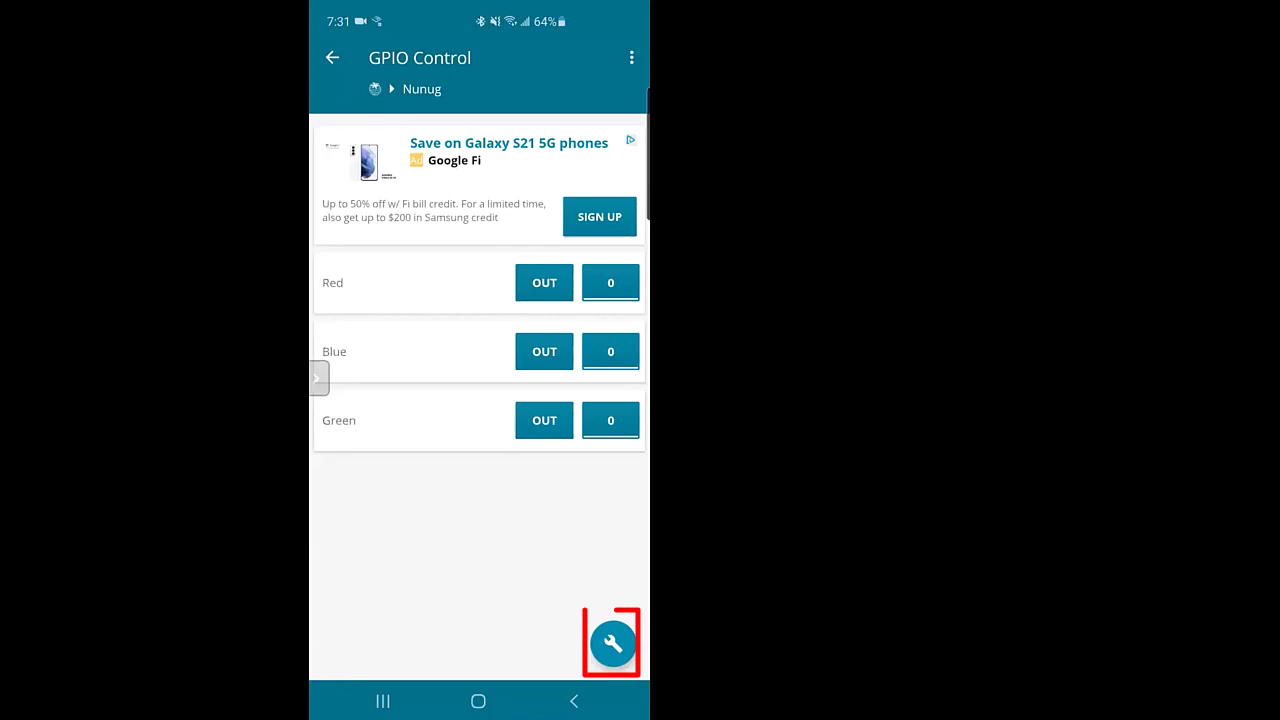 7:31
64%
GPIO Control
Nunug
Save on Galaxy S21 5G phones
Ad Google Fi
Up to 50% off w/ Fi bill credit. For a limited time,
also get up to $200 in Samsung credit
SIGN UP
Red OUT 0
Blue OUT 0
Green OUT 0